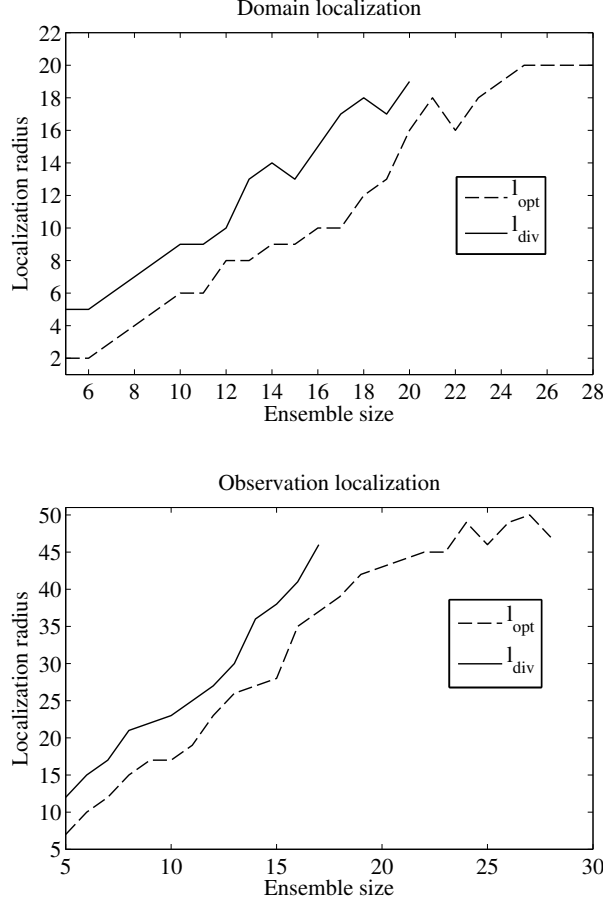 Domain localization
20
18
16
14
12
10
8
6
4
2
Localization radius
l_opt
l_div
6 8 10 12 14 16 18 20 22 24 26 28
Ensemble size
Observation localization
50
45
40
35
30
25
20
15
10
5
Localization radius
l_opt
l_div
5 10 15 20 25 30
Ensemble size